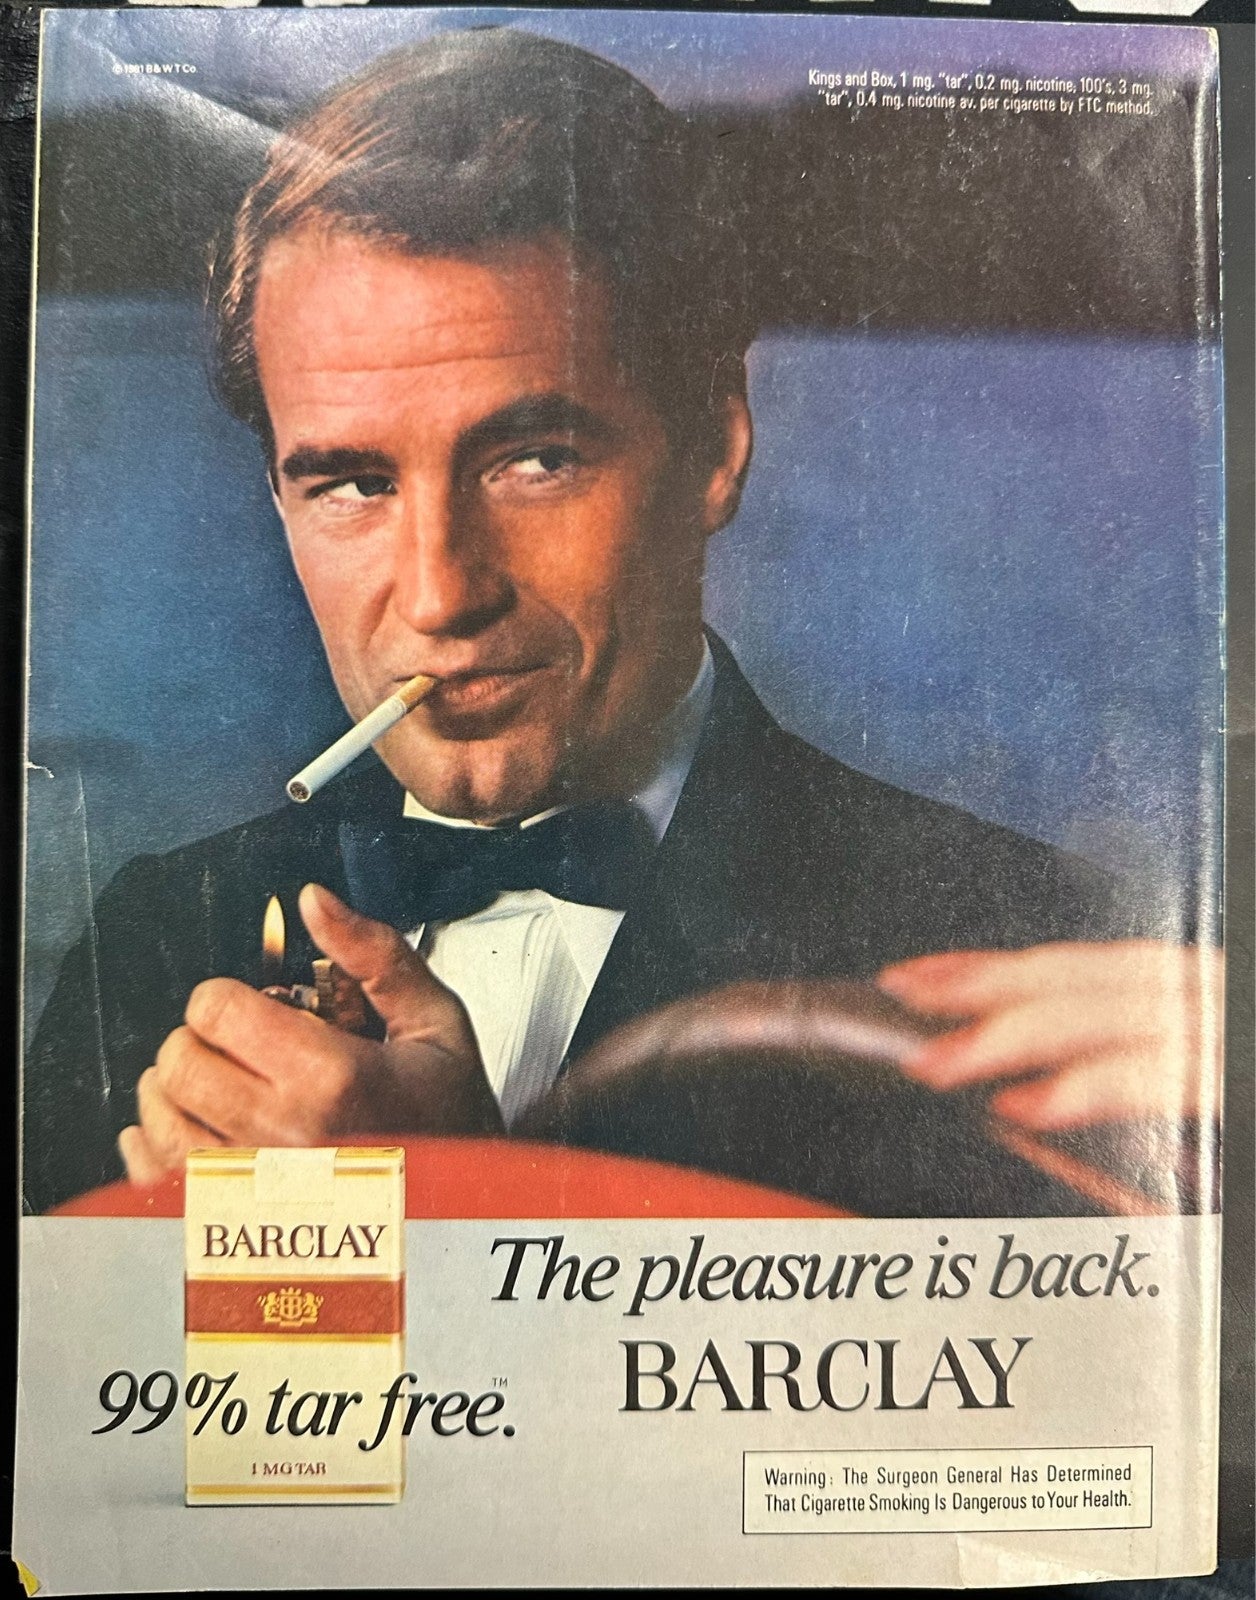 © 1981 B&W T Co.
Kings and Box, 1 mg. "tar", 0.2 mg. nicotine; 100's, 3 mg.
"tar", 0.4 mg. nicotine av. per cigarette by FTC method.
BARCLAY
The pleasure is back.
BARCLAY
99% tar free.™
1 MG TAR
Warning: The Surgeon General Has Determined
That Cigarette Smoking Is Dangerous to Your Health.